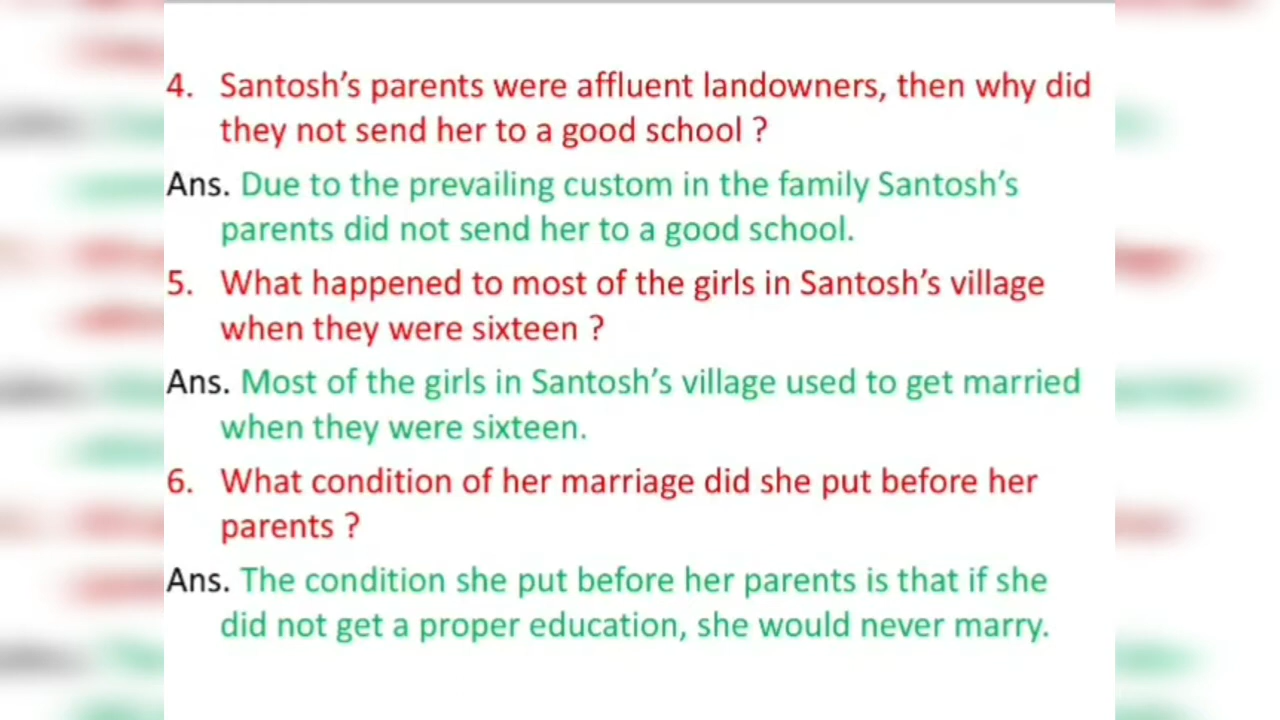 4. Santosh's parents were affluent landowners, then why did
they not send her to a good school ?
Ans. Due to the prevailing custom in the family Santosh's
parents did not send her to a good school.
5. What happened to most of the girls in Santosh's village
when they were sixteen ?
Ans. Most of the girls in Santosh's village used to get married
when they were sixteen.
6. What condition of her marriage did she put before her
parents ?
Ans. The condition she put before her parents is that if she
did not get a proper education, she would never marry.